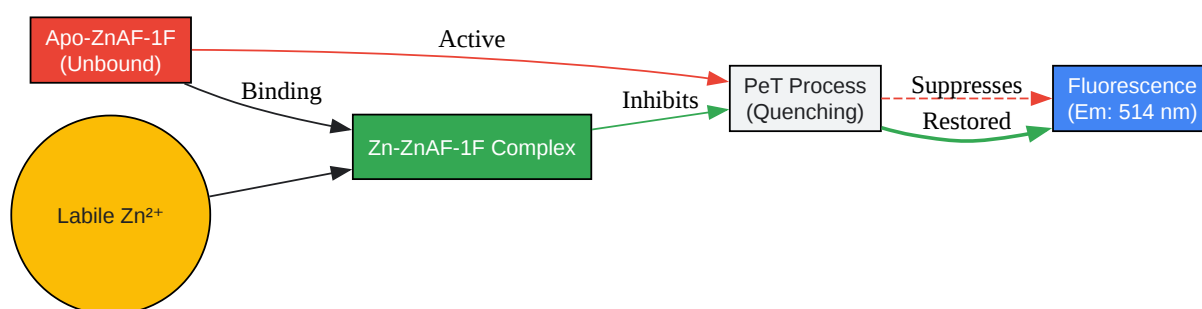 Apo-ZnAF-1F
(Unbound)
Active
Binding
Labile Zn²⁺
Zn-ZnAF-1F Complex
Inhibits
PeT Process
(Quenching)
Suppresses
Restored
Fluorescence
(Em: 514 nm)